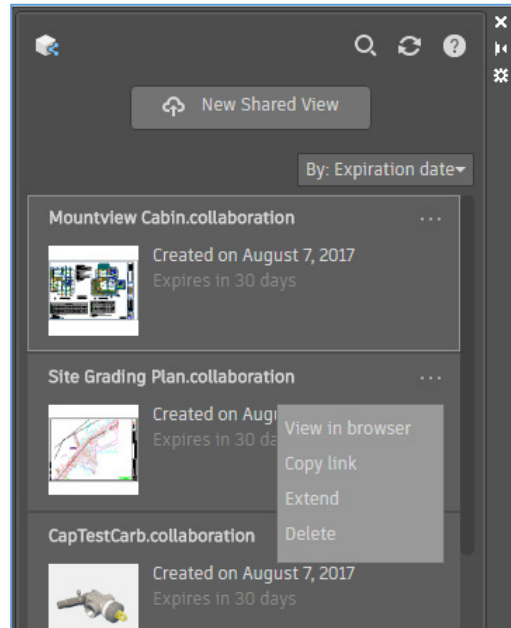 New Shared View
By: Expiration date
Mountview Cabin.collaboration
Created on August 7, 2017
Expires in 30 days
Site Grading Plan.collaboration
Created on Augu
Expires in 30 da
View in browser
Copy link
Extend
Delete
CapTestCarb.collaboration
Created on August 7, 2017
Expires in 30 days